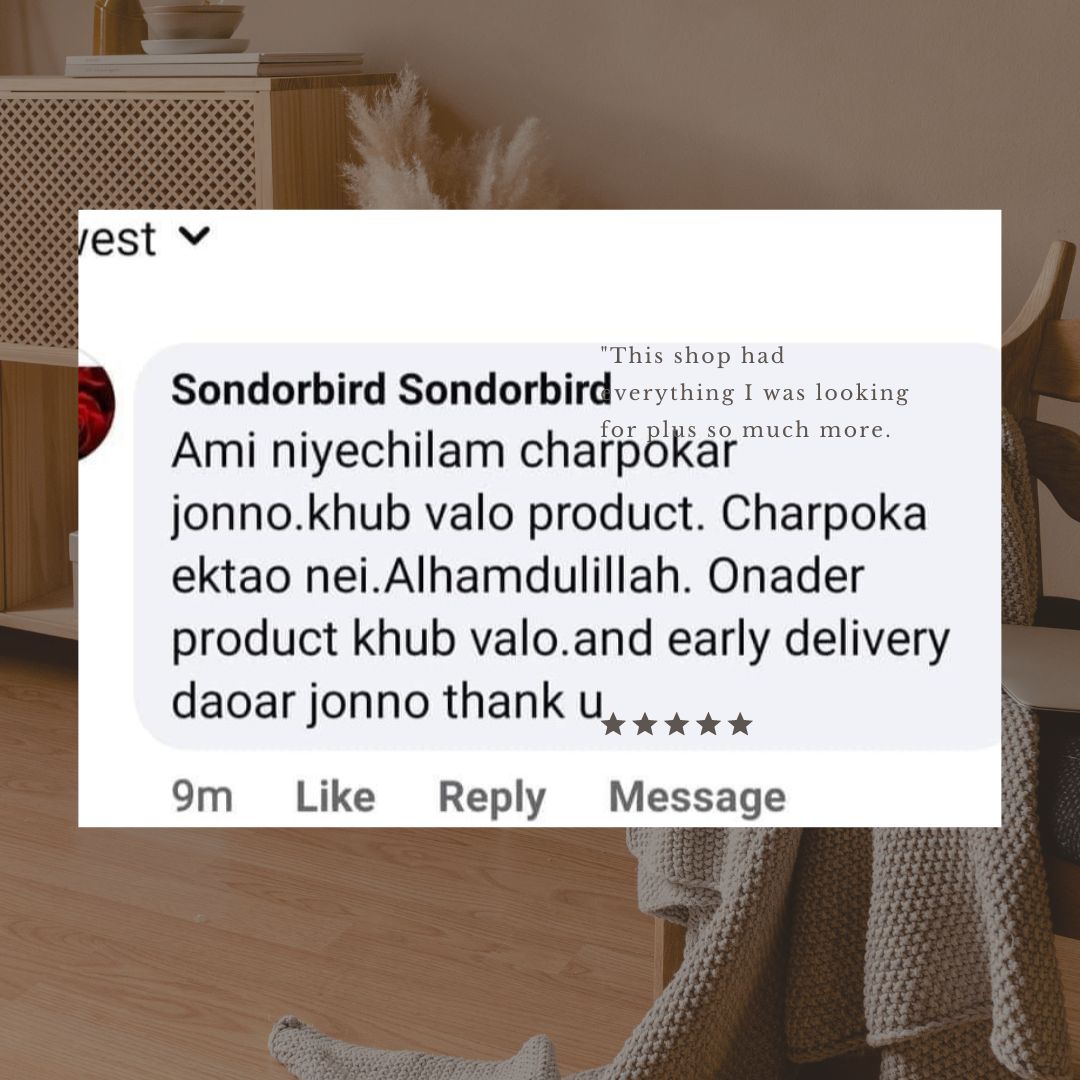 west
Sondorbird Sondorbird
Ami niyechilam charpokar
jonno.khub valo product. Charpoka
ektao nei.Alhamdulillah. Onader
product khub valo.and early delivery
daoar jonno thank u
"This shop had
everything I was looking
for plus so much more.
★★★★★
9m Like Reply Message